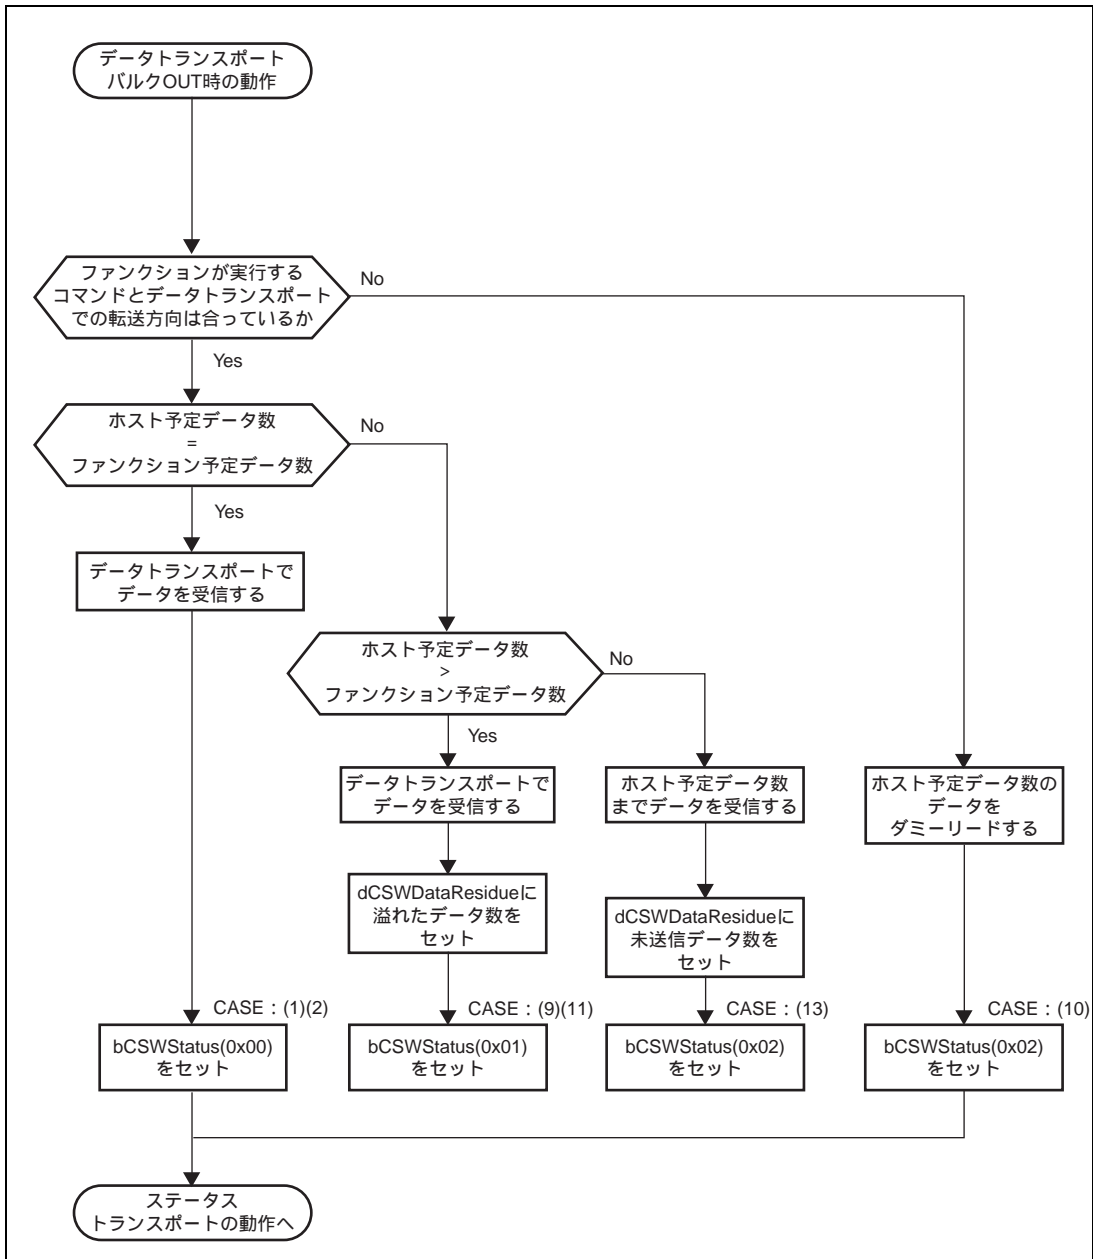 データトランスポート
バルクOUT時の動作
ファンクションが実行する
コマンドとデータトランスポート
での転送方向は合っているか
No
Yes
ホスト予定データ数
=
ファンクション予定データ数
No
Yes
データトランスポートで
データを受信する
ホスト予定データ数
>
ファンクション予定データ数
No
Yes
データトランスポートで
データを受信する
ホスト予定データ数
までデータを受信する
ホスト予定データ数の
データを
ダミーリードする
dCSWDataResidueに
溢れたデータ数を
セット
dCSWDataResidueに
未送信データ数を
セット
CASE：(1)(2)
bCSWStatus(0x00)
をセット
CASE：(9)(11)
bCSWStatus(0x01)
をセット
CASE：(13)
bCSWStatus(0x02)
をセット
CASE：(10)
bCSWStatus(0x02)
をセット
ステータス
トランスポートの動作へ